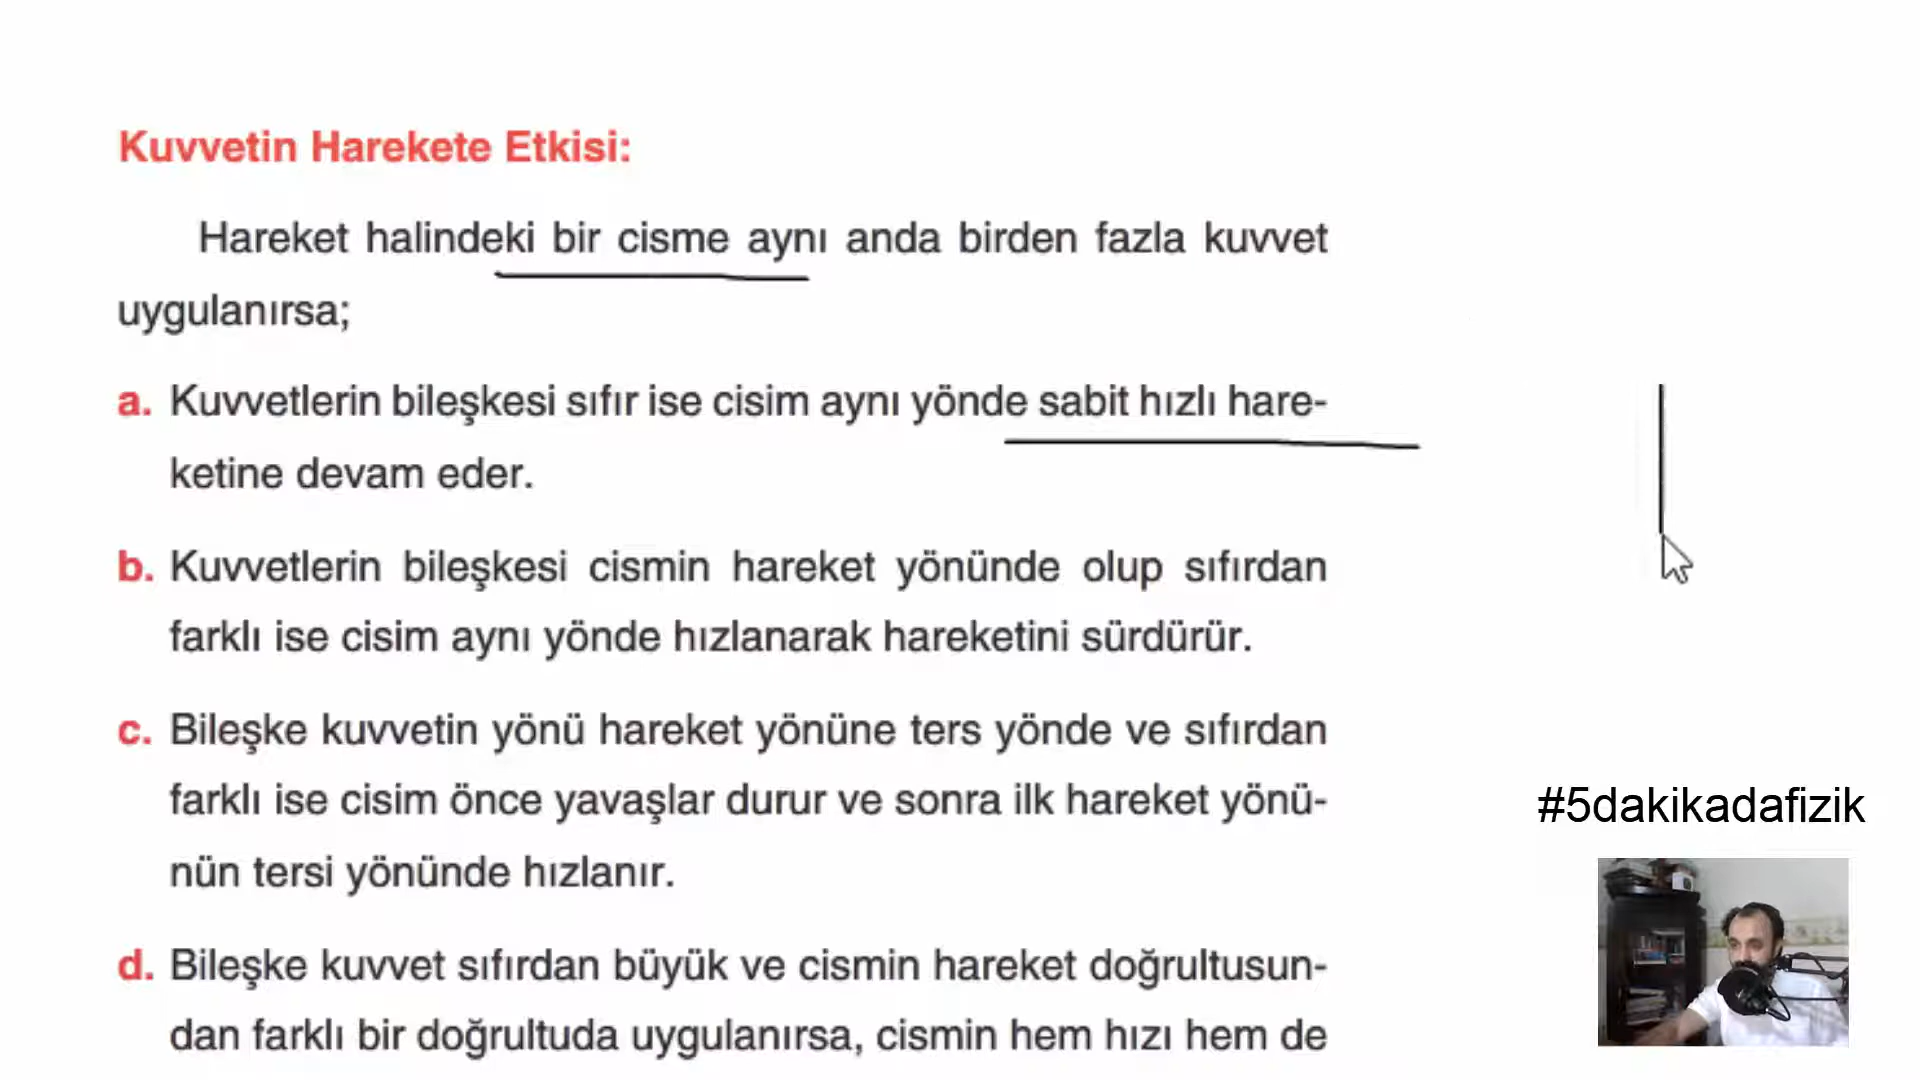 Kuvvetin Harekete Etkisi:
Hareket halindeki bir cisme aynı anda birden fazla kuvvet
uygulanırsa;
a. Kuvvetlerin bileşkesi sıfır ise cisim aynı yönde sabit hızlı hare-
ketine devam eder.
b. Kuvvetlerin bileşkesi cismin hareket yönünde olup sıfırdan
farklı ise cisim aynı yönde hızlanarak hareketini sürdürür.
c. Bileşke kuvvetin yönü hareket yönüne ters yönde ve sıfırdan
farklı ise cisim önce yavaşlar durur ve sonra ilk hareket yönü-
nün tersi yönünde hızlanır.
d. Bileşke kuvvet sıfırdan büyük ve cismin hareket doğrultusun-
dan farklı bir doğrultuda uygulanırsa, cismin hem hızı hem de
#5dakikadafizik